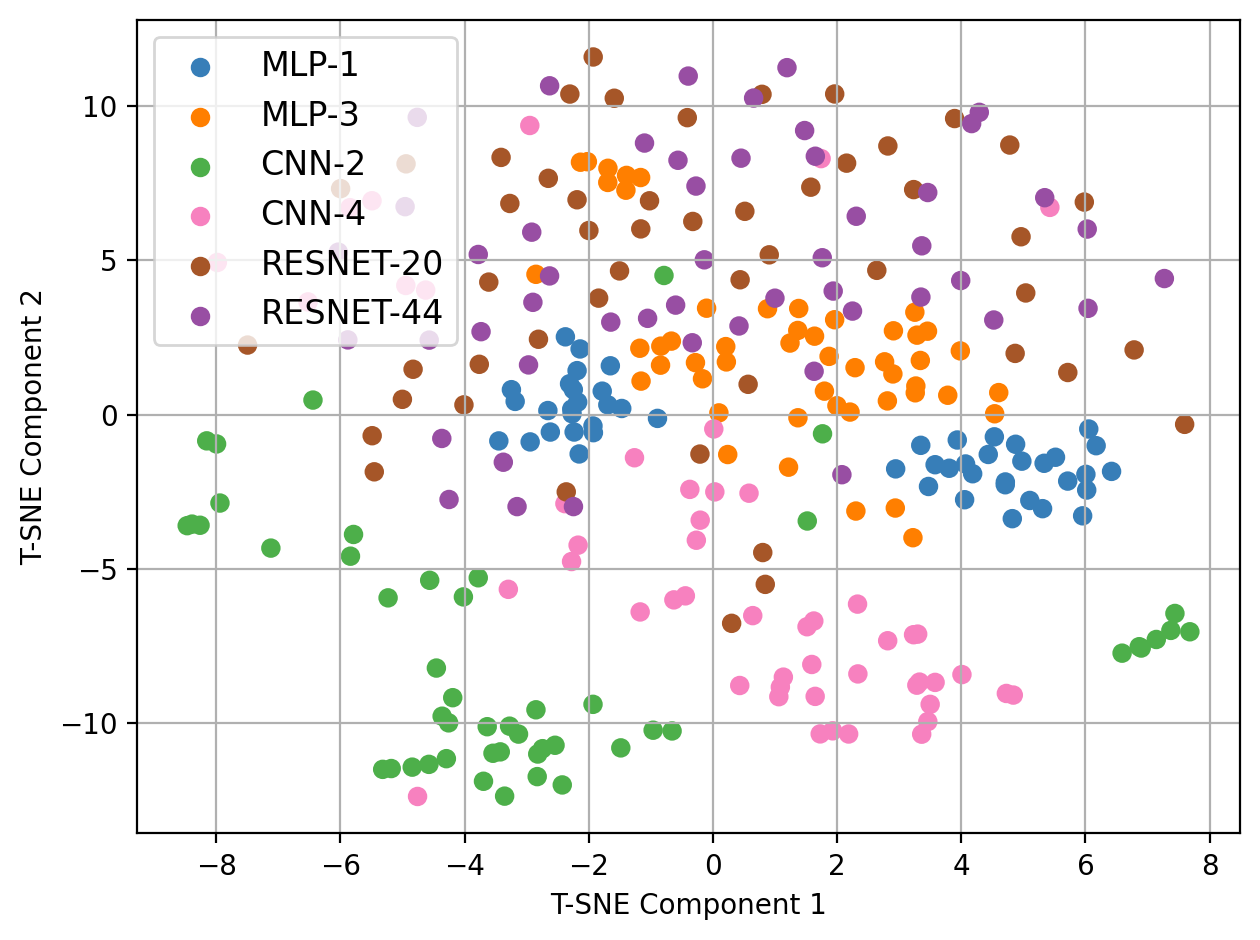 MLP-1
MLP-3
CNN-2
CNN-4
RESNET-20
RESNET-44
10
5
0
−5
−10
T-SNE Component 2
−8 −6 −4 −2 0 2 4 6 8
T-SNE Component 1